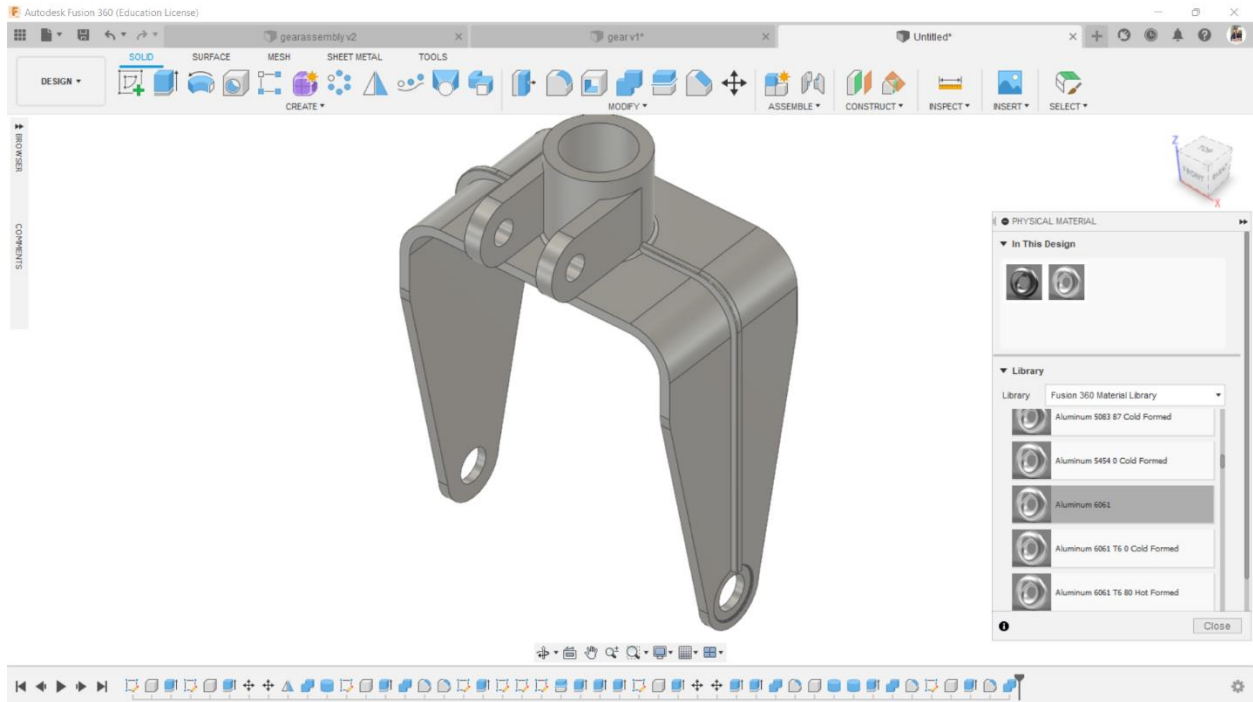 Autodesk Fusion 360 (Education License)
gearassembly v2
gear v1*
Untitled*
SOLID SURFACE MESH SHEET METAL TOOLS
DESIGN
CREATE MODIFY ASSEMBLE CONSTRUCT INSPECT INSERT SELECT
BROWSER
COMMENTS
Z
TOP
FRONT
RIGHT
X
PHYSICAL MATERIAL
In This Design
Library
Library Fusion 360 Material Library
Aluminum 5083 87 Cold Formed
Aluminum 5454 0 Cold Formed
Aluminum 6061
Aluminum 6061 T6 0 Cold Formed
Aluminum 6061 T6 80 Hot Formed
Close